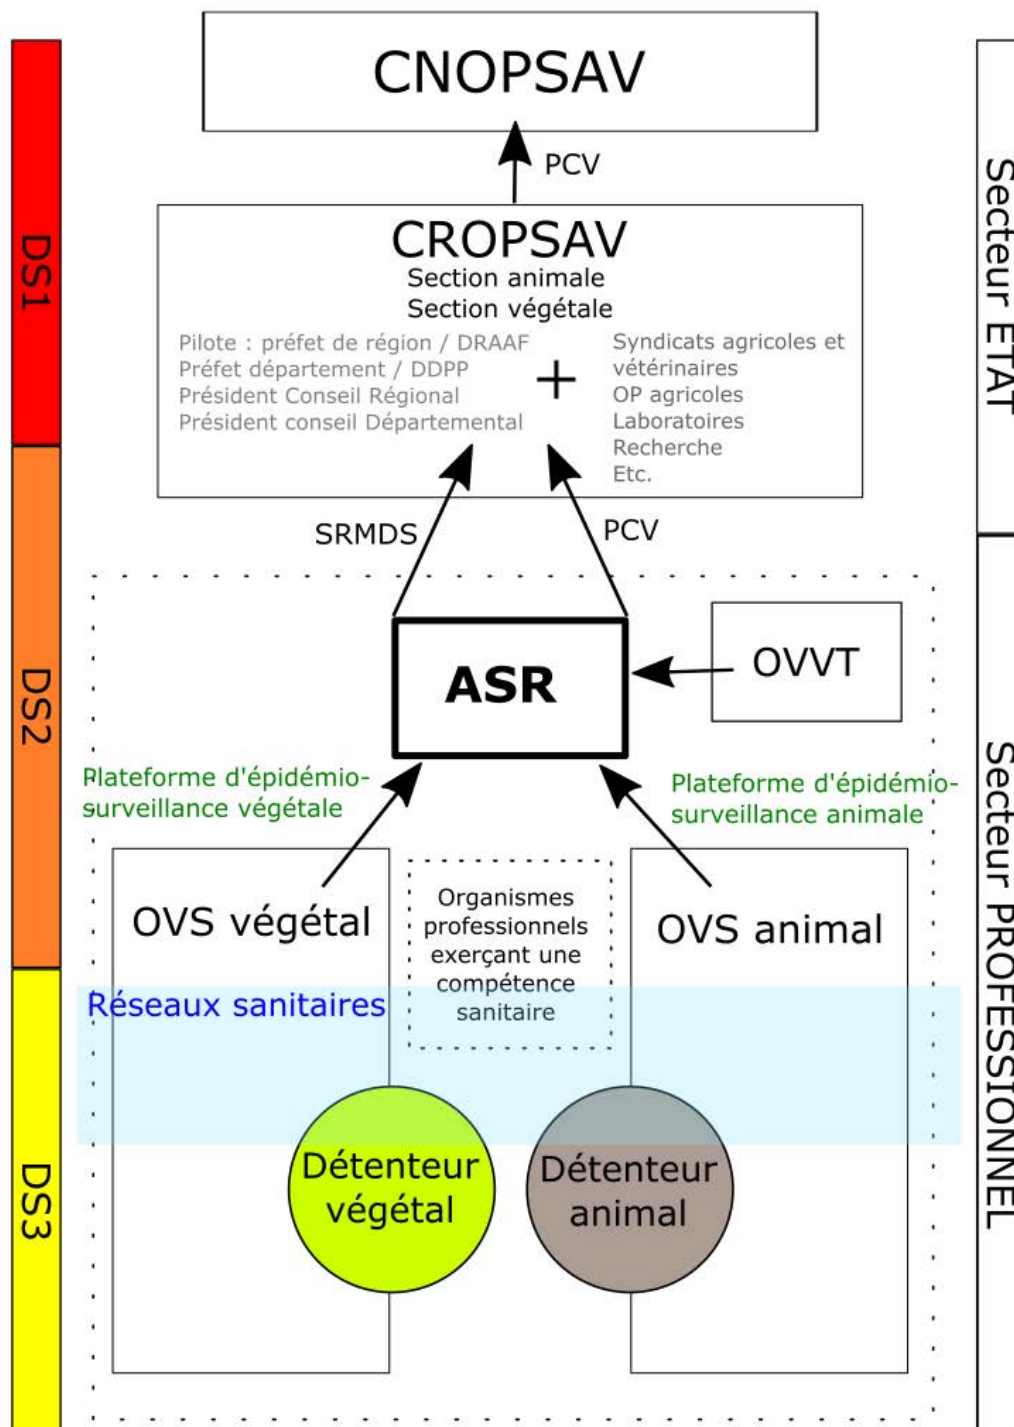 CNOPSAV
PCV
CROPSAV
Section animale
Section végétale
Pilote : préfet de région / DRAAF
Préfet département / DDPP
Président Conseil Régional
Président conseil Départemental
+
Syndicats agricoles et
vétérinaires
OP agricoles
Laboratoires
Recherche
Etc.
SRMDS
PCV
ASR
OVVT
Plateforme d'épidémio-
surveillance végétale
Plateforme d'épidémio-
surveillance animale
OVS végétal
Organismes
professionnels
exerçant une
compétence
sanitaire
OVS animal
Réseaux sanitaires
Détenteur
végétal
Détenteur
animal
DS1
DS2
DS3
Secteur ETAT
Secteur PROFESSIONNEL